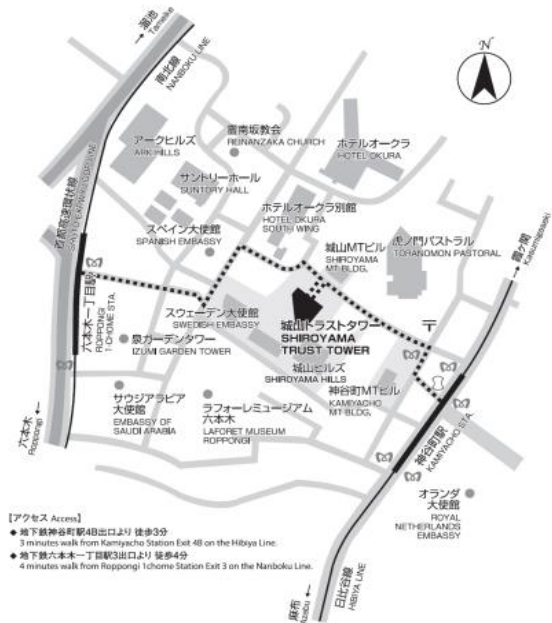 →溜池
Tameike
南北線
NANBOKU LINE
N
霊南坂教会
REINANZAKA CHURCH
アークヒルズ
ARK HILLS
ホテルオークラ
HOTEL OKURA
サントリーホール
SUNTORY HALL
首都高速環状線
ホテルオークラ別館
HOTEL OKURA
SOUTH WING
スペイン大使館
SPANISH EMBASSY
城山MTビル
SHIROYAMA
MT BLDG.
虎ノ門パストラル
TORANOMON PASTORAL
→霞ヶ関
Kasumigaseki
六本木一丁目駅
ROPPONGI
1-CHOME STA.
スウェーデン大使館
SWEDISH EMBASSY
城山トラストタワー
SHIROYAMA
TRUST TOWER
〒
泉ガーデンタワー
IZUMI GARDEN TOWER
城山ヒルズ
SHIROYAMA HILLS
サウジアラビア
大使館
EMBASSY OF
SAUDI ARABIA
ラフォーレミュージアム
六本木
LAFORET MUSEUM
ROPPONGI
神谷町MTビル
KAMIYACHO
MT BLDG.
神谷町駅
KAMIYACHO STA.
六本木←
Roppongi
オランダ
大使館
ROYAL
NETHERLANDS
EMBASSY
日比谷線
HIBIYA LINE
麻布←
Azabu
【アクセス Access】
◆ 地下鉄神谷町駅4B出口より 徒歩3分
3 minutes walk from Kamiyacho Station Exit 4B on the Hibiya Line.
◆ 地下鉄六本木一丁目駅3出口より 徒歩4分
4 minutes walk from Roppongi 1chome Station Exit 3 on the Nanboku Line.